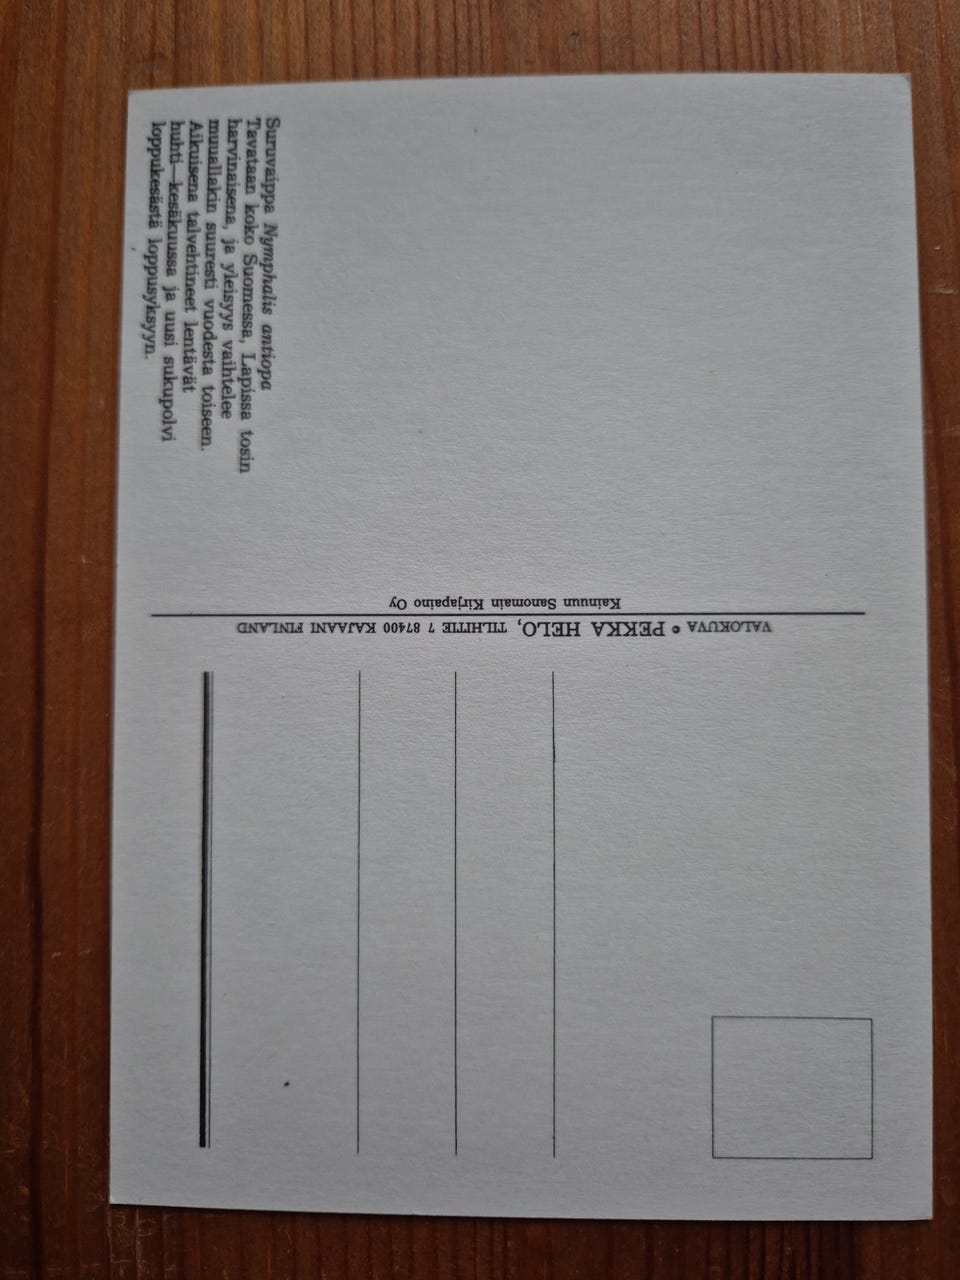 Suruvaippa Nymphalis antiopa
Tavataan koko Suomessa, Lapissa tosin
harvinaisena, ja yleisyys vaihtelee
muuallakin suuresti vuodesta toiseen.
Aikuisena talvehtineet lentävät
huhti—kesäkuussa ja uusi sukupolvi
loppukesästä loppusyksyyn.
Kainuun Sanomain Kirjapaino Oy
VALOKUVA © PEKKA HELO, TILHITIE 7 87400 KAJAANI FINLAND